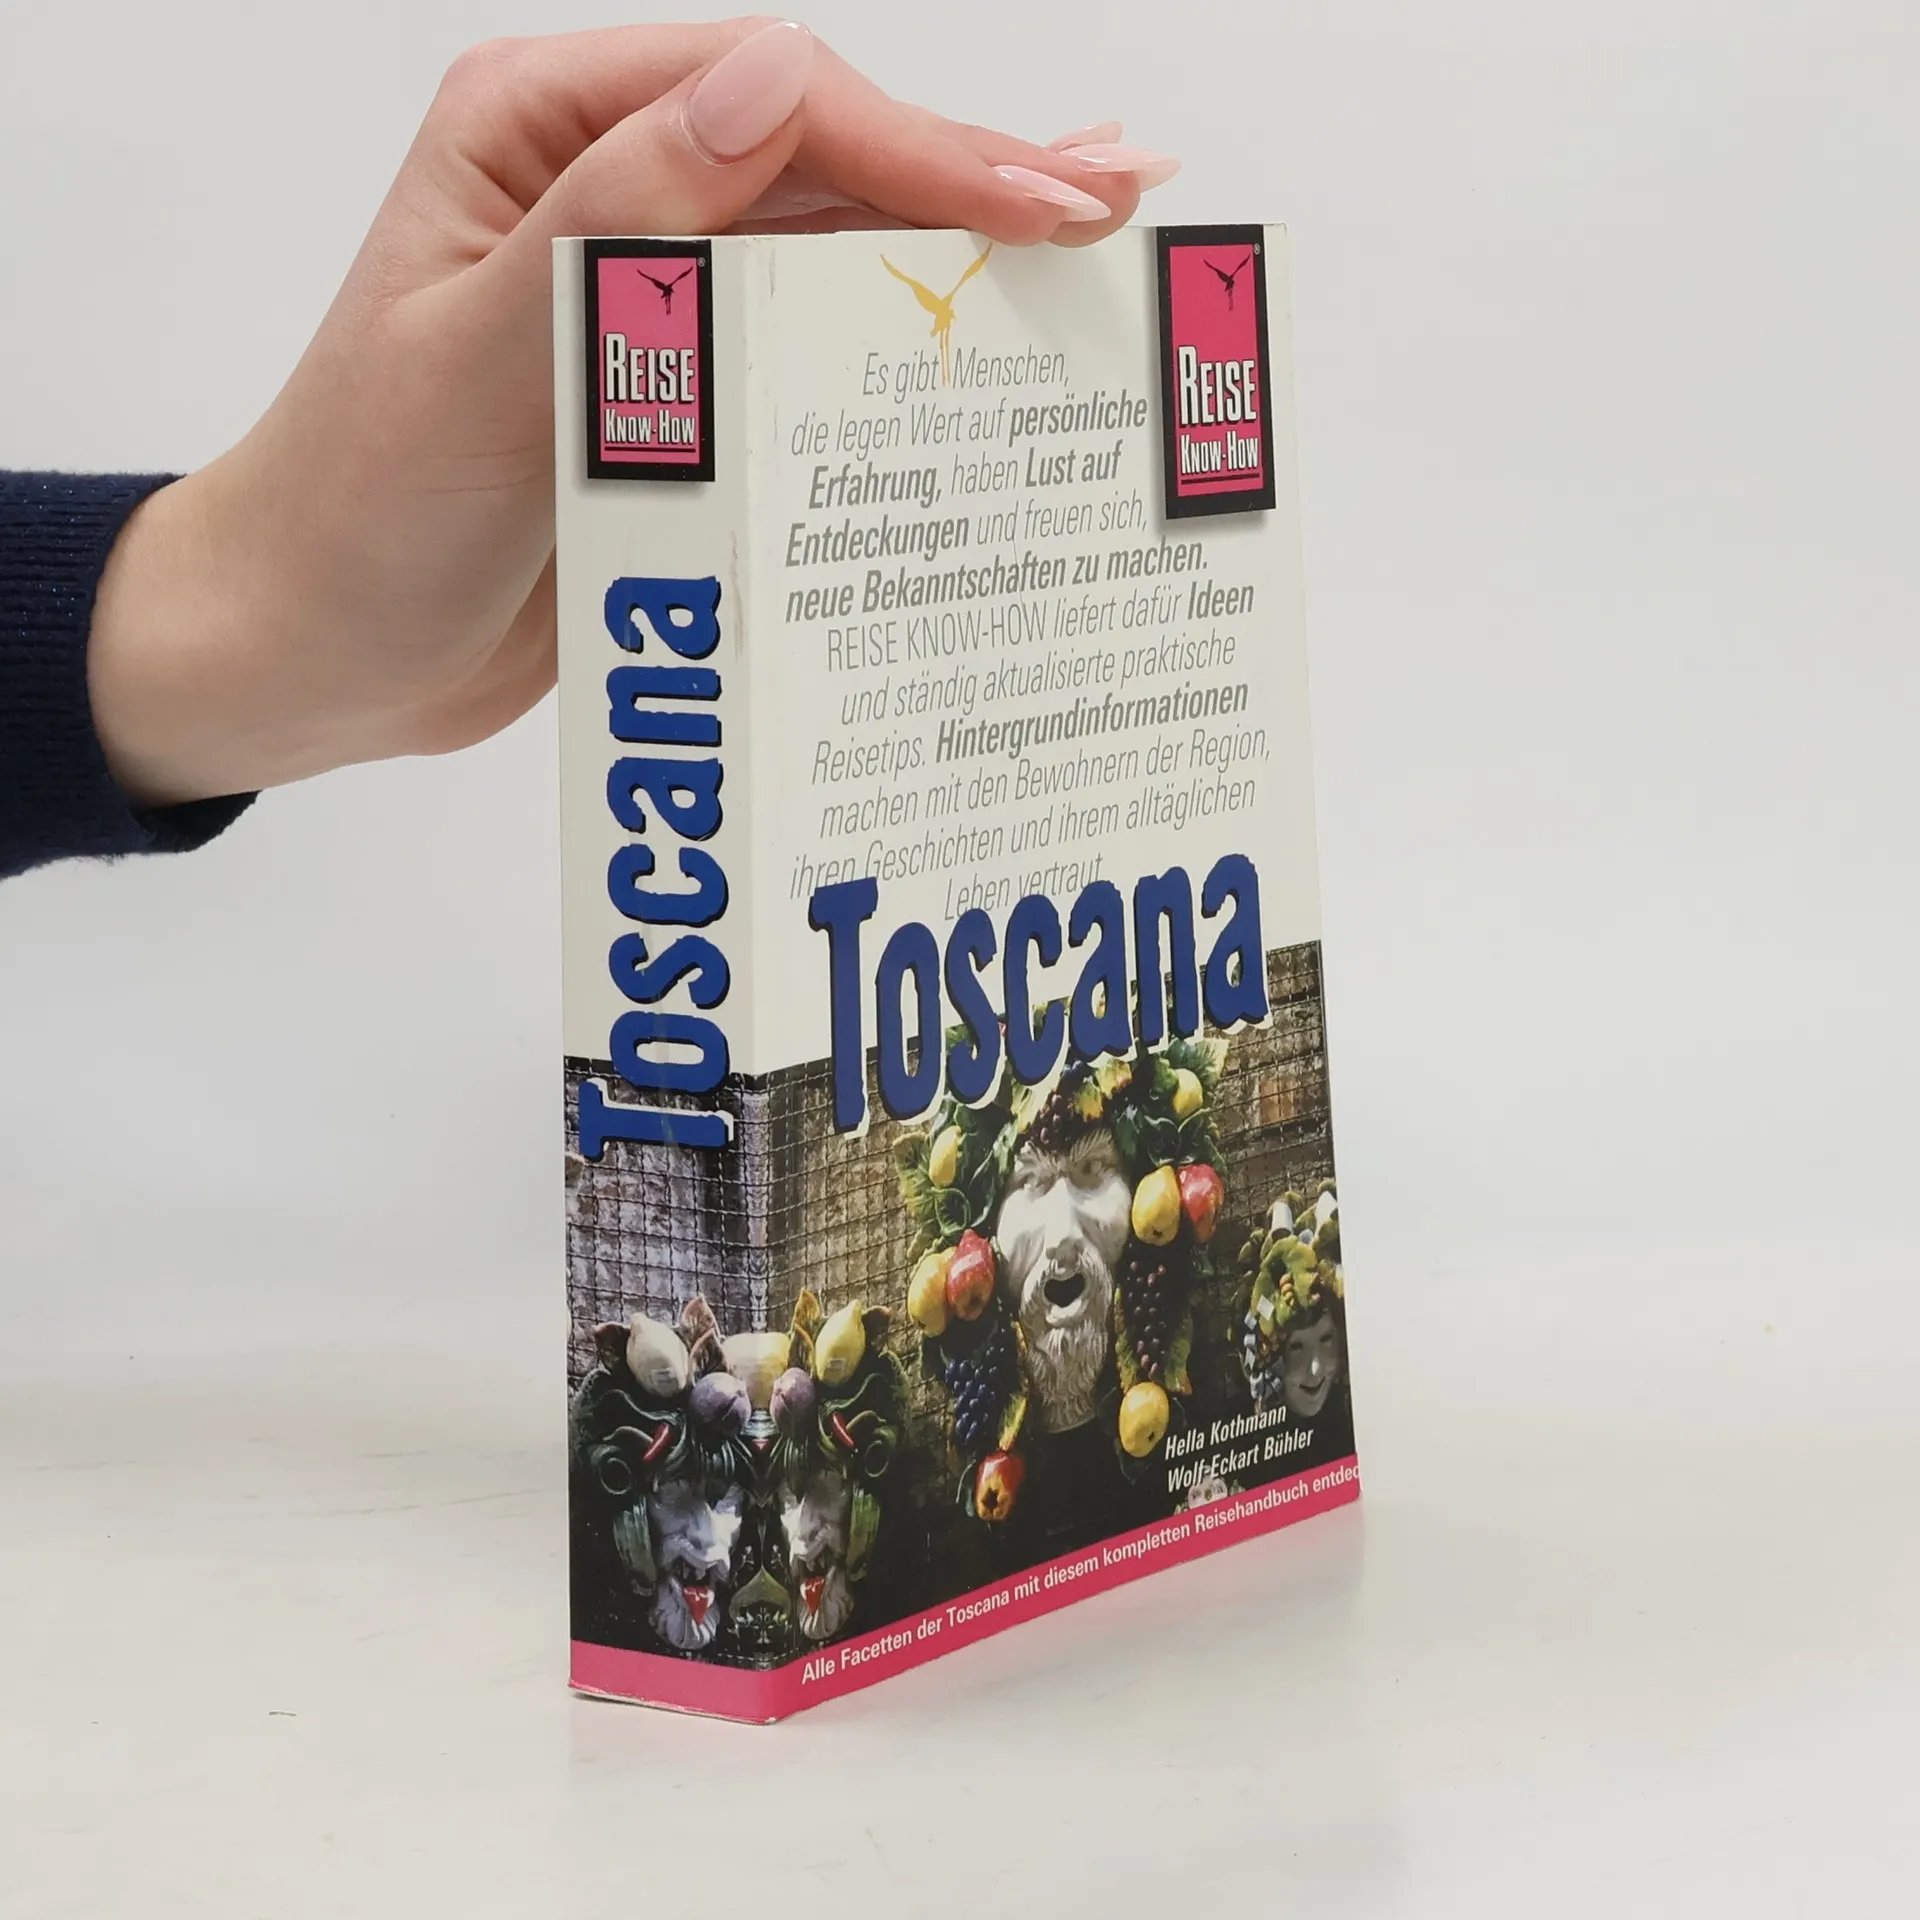 REISE
KNOW-HOW
®
Toscana
Es gibt Menschen,
die legen Wert auf persönliche
Erfahrung, haben Lust auf
Entdeckungen und freuen sich,
neue Bekanntschaften zu machen.
REISE KNOW-HOW liefert dafür Ideen
und ständig aktualisierte praktische
Reisetips. Hintergrundinformationen
machen mit den Bewohnern der Region,
ihren Geschichten und ihrem alltäglichen
Leben vertraut
REISE
KNOW-HOW
®
Toscana
Hella Kothmann
Wolf-Eckart Bühler
Alle Facetten der Toscana mit diesem kompletten Reisehandbuch entdec